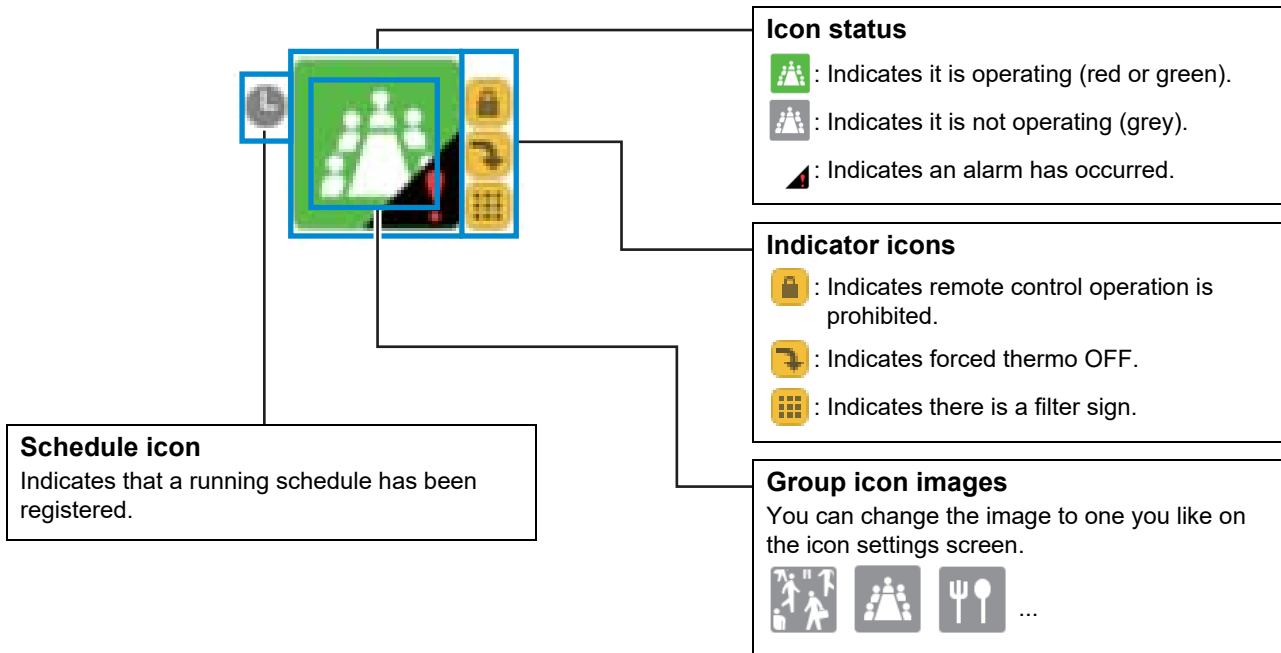 Icon status
: Indicates it is operating (red or green).
: Indicates it is not operating (grey).
: Indicates an alarm has occurred.
Indicator icons
: Indicates remote control operation is
prohibited.
: Indicates forced thermo OFF.
: Indicates there is a filter sign.
Schedule icon
Indicates that a running schedule has been
registered.
Group icon images
You can change the image to one you like on
the icon settings screen.
...